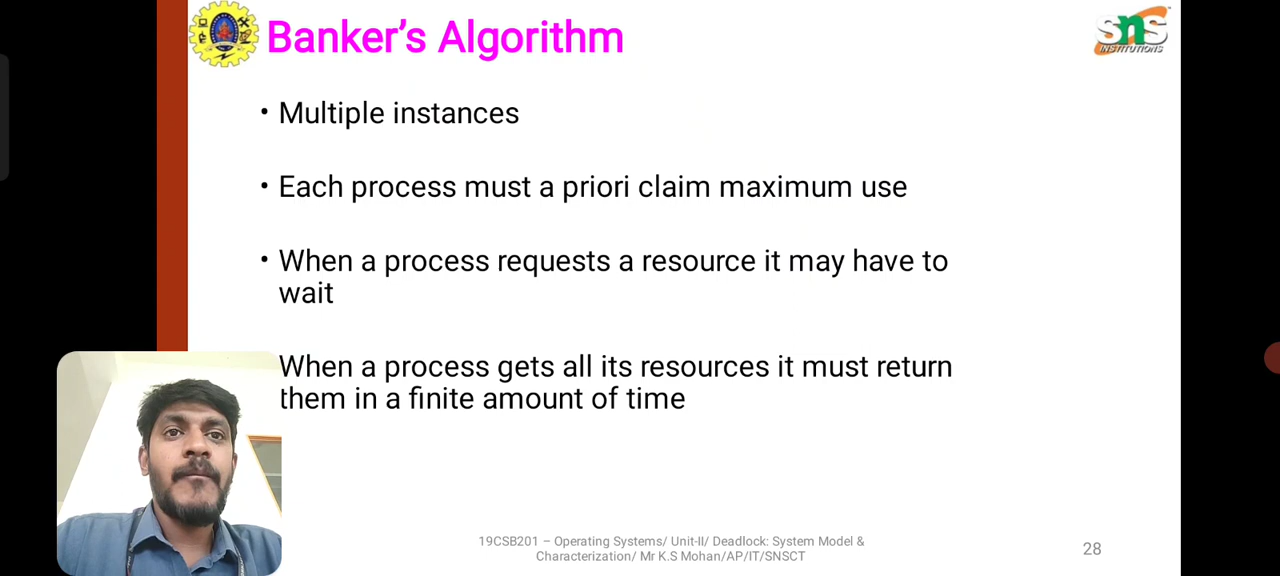 Banker’s Algorithm
SNS
INSTITUTIONS
• Multiple instances
• Each process must a priori claim maximum use
• When a process requests a resource it may have to
wait
When a process gets all its resources it must return
them in a finite amount of time
19CSB201 – Operating Systems/ Unit-II/ Deadlock: System Model &
Characterization/ Mr K.S Mohan/AP/IT/SNSCT
28